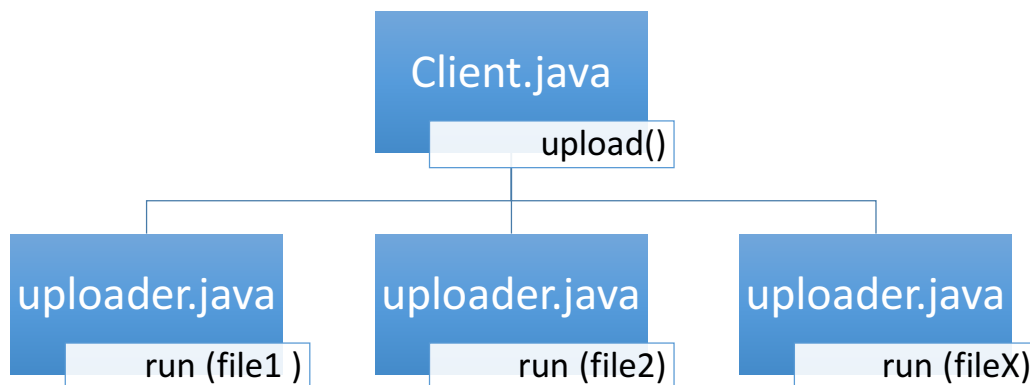 Client.java
upload()
uploader.java
run (file1 )
uploader.java
run (file2)
uploader.java
run (fileX)